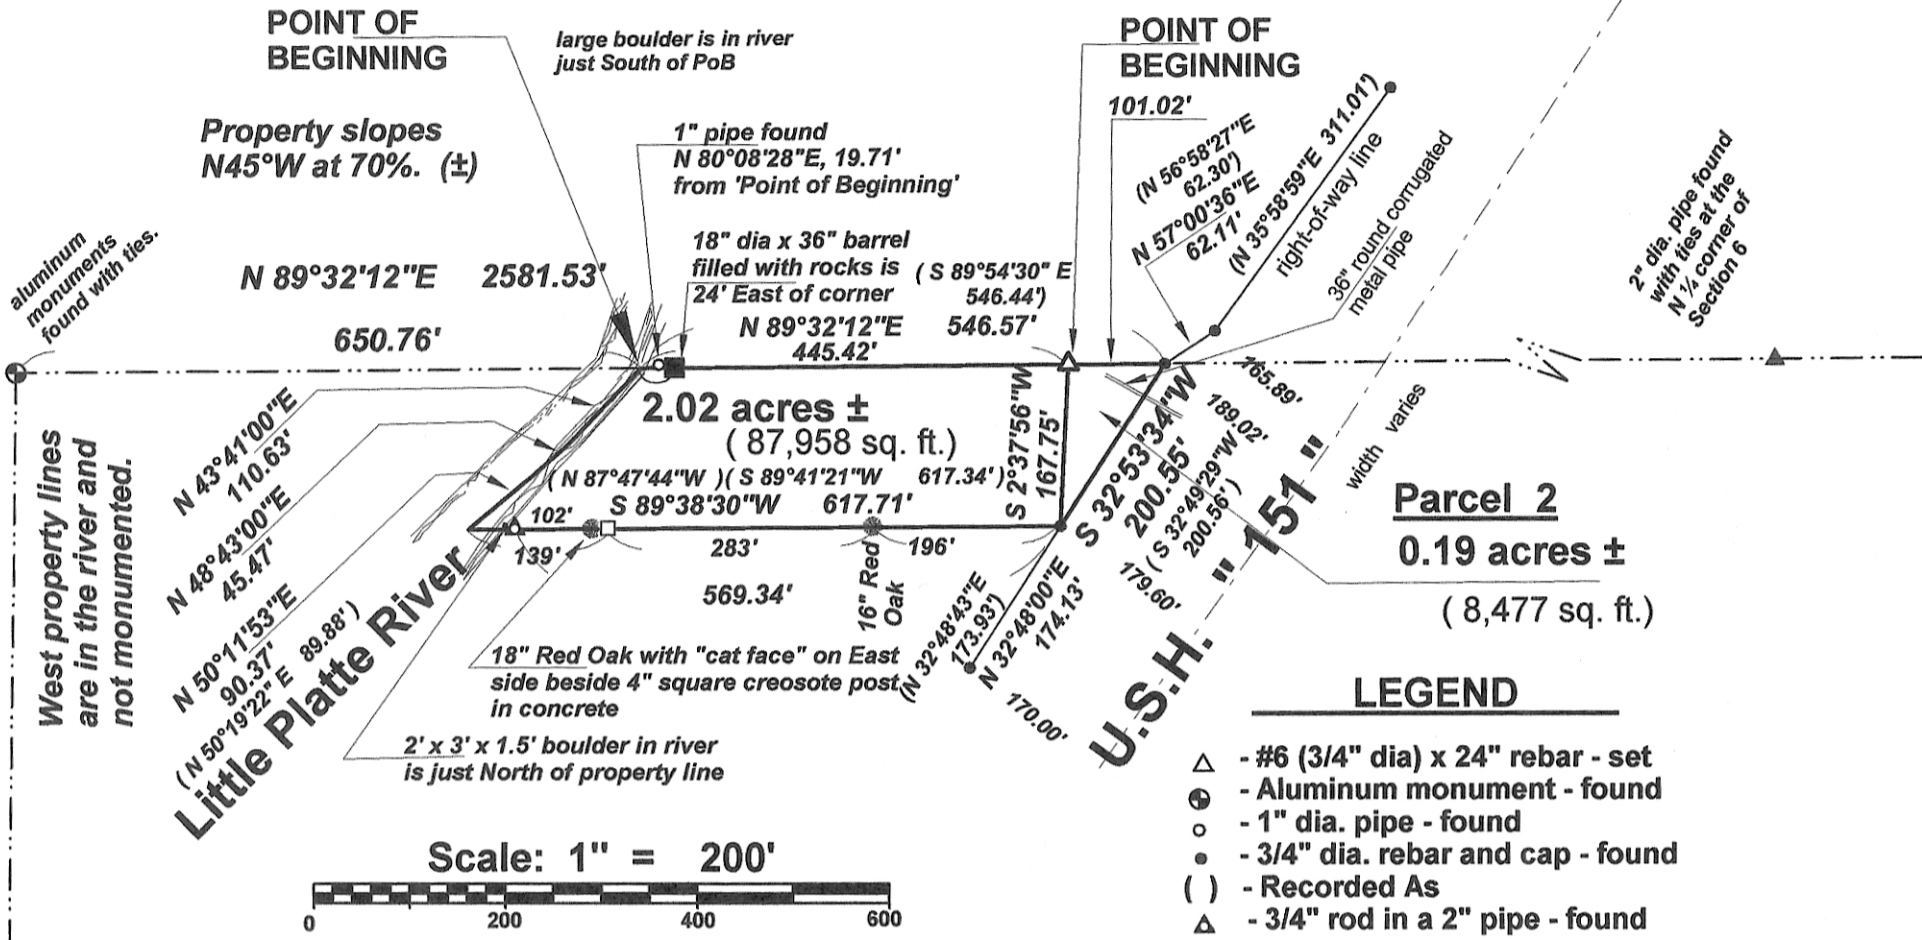 POINT OF
BEGINNING
large boulder is in river
just South of PoB
POINT OF
BEGINNING
101.02'
Property slopes
N45°W at 70%. (±)
1" pipe found
N 80°08'28"E, 19.71'
from 'Point of Beginning'
(N 56°58'27"E
62.30')
N 57°00'36"E
62.11'
(N 35°58'59"E 311.01')
right-of-way line
36" round corrugated
metal pipe
2" dia. pipe found
with ties at the
N ¼ corner of
Section 6
aluminum
monuments
found with ties.
N 89°32'12"E 2581.53'
650.76'
18" dia x 36" barrel
filled with rocks is
24' East of corner
( S 89°54'30" E
546.44')
N 89°32'12"E 546.57'
445.42'
2.02 acres ±
( 87,958 sq. ft.)
( N 87°47'44"W )( S 89°41'21"W 617.34')
S 89°38'30"W 617.71'
S 2°37'56"W
167.75'
S 32°53'34"W
200.55'
( S 32°49'29"W
200.56')
165.89'
189.02'
179.60'
width varies
U.S.H. "151"
Parcel 2
0.19 acres ±
( 8,477 sq. ft.)
West property lines
are in the river and
not monumented.
N 43°41'00"E
110.63'
N 48°43'00"E
45.47'
N 50°11'53"E
90.37'
( N 50°19'22" E 89.88')
Little Platte River
102'
139'
283'
196'
569.34'
16" Red
Oak
(N 32°48'43"E
173.93')
N 32°48'00"E
174.13'
170.00'
18" Red Oak with "cat face" on East
side beside 4" square creosote post
in concrete
2' x 3' x 1.5' boulder in river
is just North of property line
Scale: 1" = 200'
0 200 400 600
LEGEND
- #6 (3/4" dia) x 24" rebar - set
- Aluminum monument - found
- 1" dia. pipe - found
- 3/4" dia. rebar and cap - found
( ) - Recorded As
- 3/4" rod in a 2" pipe - found